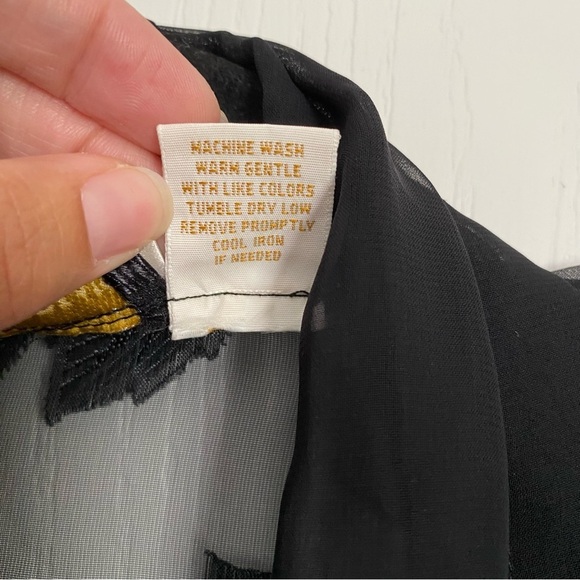 MACHINE WASH
WARM GENTLE
WITH LIKE COLORS
TUMBLE DRY LOW
REMOVE PROMPTLY
COOL IRON
IF NEEDED